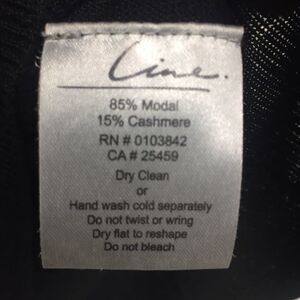 Line.
85% Modal
15% Cashmere
RN # 0103842
CA # 25459
Dry Clean
or
Hand wash cold separately
Do not twist or wring
Dry flat to reshape
Do not bleach